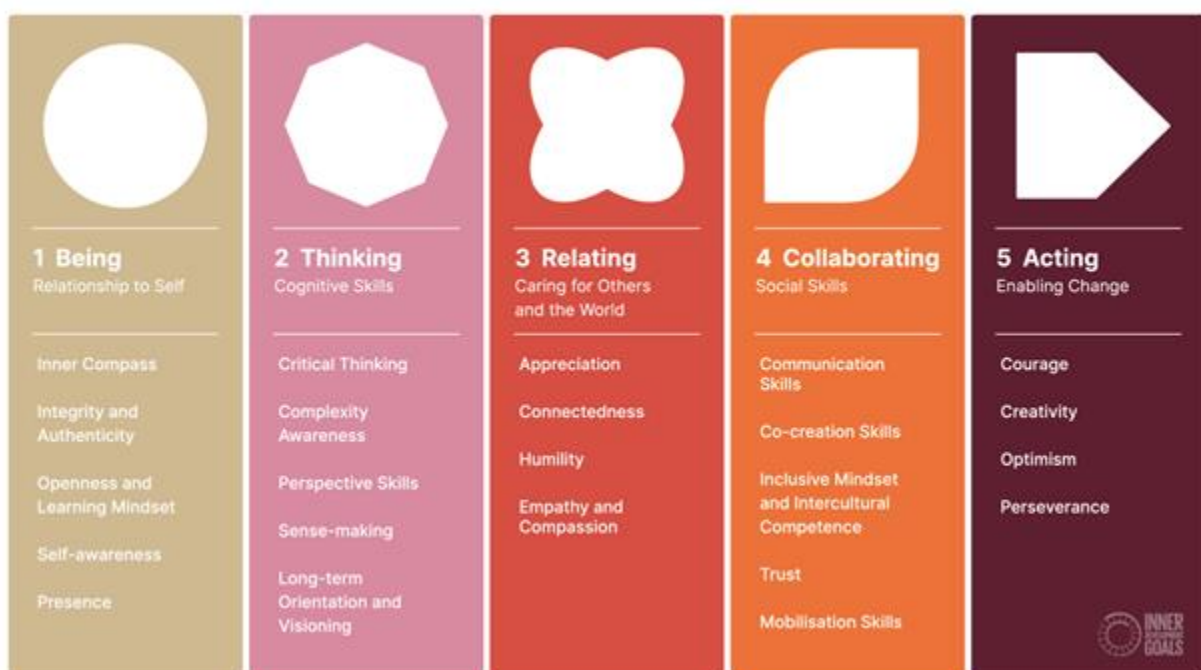 1 Being
Relationship to Self
Inner Compass
Integrity and
Authenticity
Openness and
Learning Mindset
Self-awareness
Presence
2 Thinking
Cognitive Skills
Critical Thinking
Complexity
Awareness
Perspective Skills
Sense-making
Long-term
Orientation and
Visioning
3 Relating
Caring for Others
and the World
Appreciation
Connectedness
Humility
Empathy and
Compassion
4 Collaborating
Social Skills
Communication
Skills
Co-creation Skills
Inclusive Mindset
and Intercultural
Competence
Trust
Mobilisation Skills
5 Acting
Enabling Change
Courage
Creativity
Optimism
Perseverance
INNER
DEVELOPMENT
GOALS